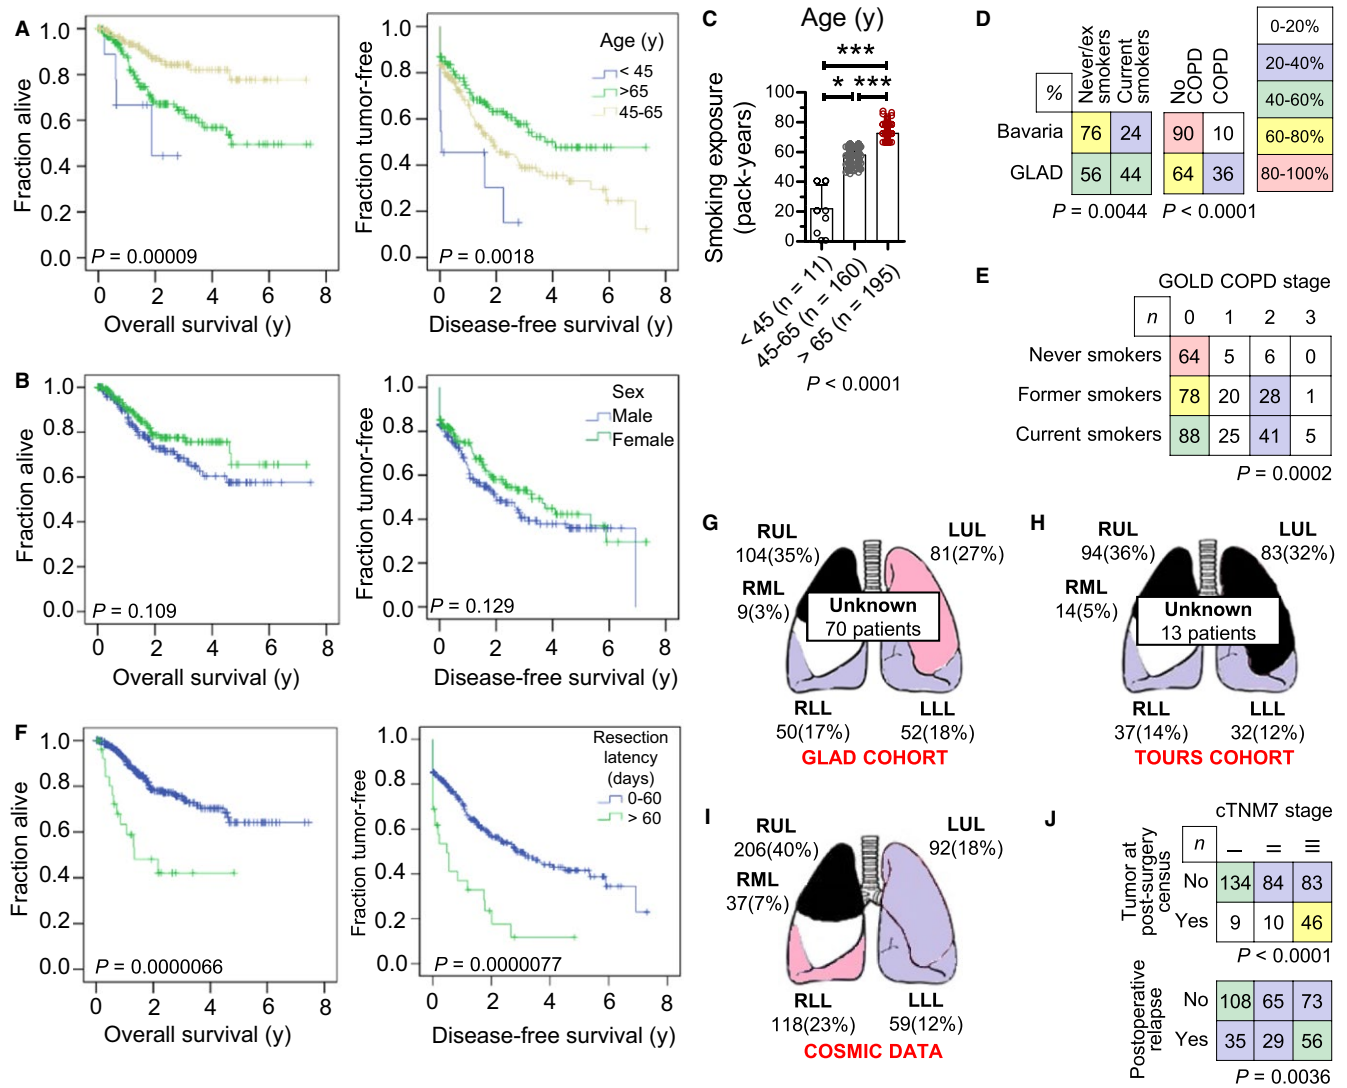 A
1.0
0.8
0.6
0.4
0.2
0.0
Fraction alive
P = 0.00009
0 2 4 6 8
Overall survival (y)
1.0
0.8
0.6
0.4
0.2
0.0
Fraction tumor-free
Age (y)
< 45
>65
45-65
P = 0.0018
0 2 4 6 8
Disease-free survival (y)
B
1.0
0.8
0.6
0.4
0.2
0.0
Fraction alive
P = 0.109
0 2 4 6 8
Overall survival (y)
1.0
0.8
0.6
0.4
0.2
0.0
Fraction tumor-free
Sex
Male
Female
P = 0.129
0 2 4 6 8
Disease-free survival (y)
C
Age (y)
***
* ***
100
80
60
40
20
0
Smoking exposure
(pack-years)
< 45 (n = 11)
45-65 (n = 160)
> 65 (n = 195)
P < 0.0001
D
%
Never/ex
smokers
Current
smokers
No
COPD
COPD
Bavaria 76 24 90 10
GLAD 56 44 64 36
P = 0.0044 P < 0.0001
0-20%
20-40%
40-60%
60-80%
80-100%
E
GOLD COPD stage
n 0 1 2 3
Never smokers 64 5 6 0
Former smokers 78 20 28 1
Current smokers 88 25 41 5
P = 0.0002
F
1.0
0.8
0.6
0.4
0.2
0.0
Fraction alive
P = 0.0000066
0 2 4 6 8
Overall survival (y)
1.0
0.8
0.6
0.4
0.2
0.0
Fraction tumor-free
Resection
latency
(days)
0-60
> 60
P = 0.0000077
0 2 4 6 8
Disease-free survival (y)
G
RUL
104(35%)
LUL
81(27%)
RML
9(3%)
Unknown
70 patients
RLL
50(17%)
LLL
52(18%)
GLAD COHORT
H
RUL
94(36%)
LUL
83(32%)
RML
14(5%)
Unknown
13 patients
RLL
37(14%)
LLL
32(12%)
TOURS COHORT
I
RUL
206(40%)
LUL
92(18%)
RML
37(7%)
RLL
118(23%)
LLL
59(12%)
COSMIC DATA
J
cTNM7 stage
n I II III
Tumor at
post-surgery
census
No 134 84 83
Yes 9 10 46
P < 0.0001
Postoperative
relapse
No 108 65 73
Yes 35 29 56
P = 0.0036